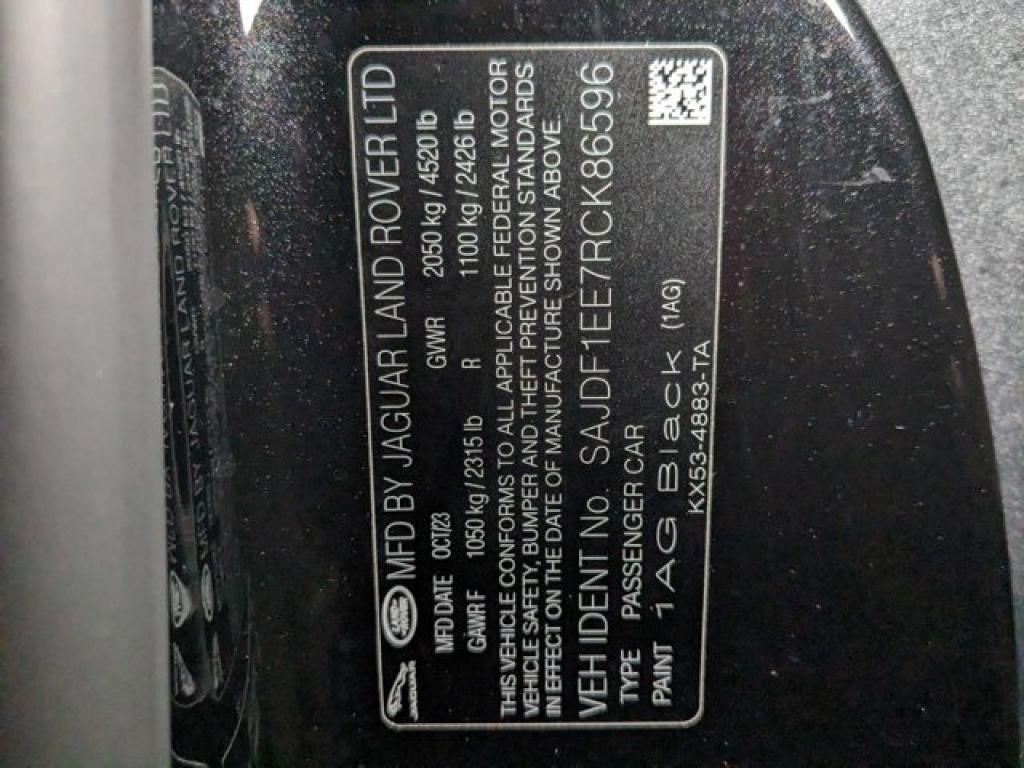 JAGUAR LAND ROVER MFD BY JAGUAR LAND ROVER LTD
MFD DATE OCT/23 GVWR 2050 kg / 4520 lb
GAWR F 1050 kg / 2315 lb R 1100 kg / 2426 lb
THIS VEHICLE CONFORMS TO ALL APPLICABLE FEDERAL MOTOR
VEHICLE SAFETY, BUMPER AND THEFT PREVENTION STANDARDS
IN EFFECT ON THE DATE OF MANUFACTURE SHOWN ABOVE.
VEH IDENT No. SAJDF1EE7RCK86596
TYPE PASSENGER CAR
PAINT 1AG Black (1AG)
KX53-4883-TA